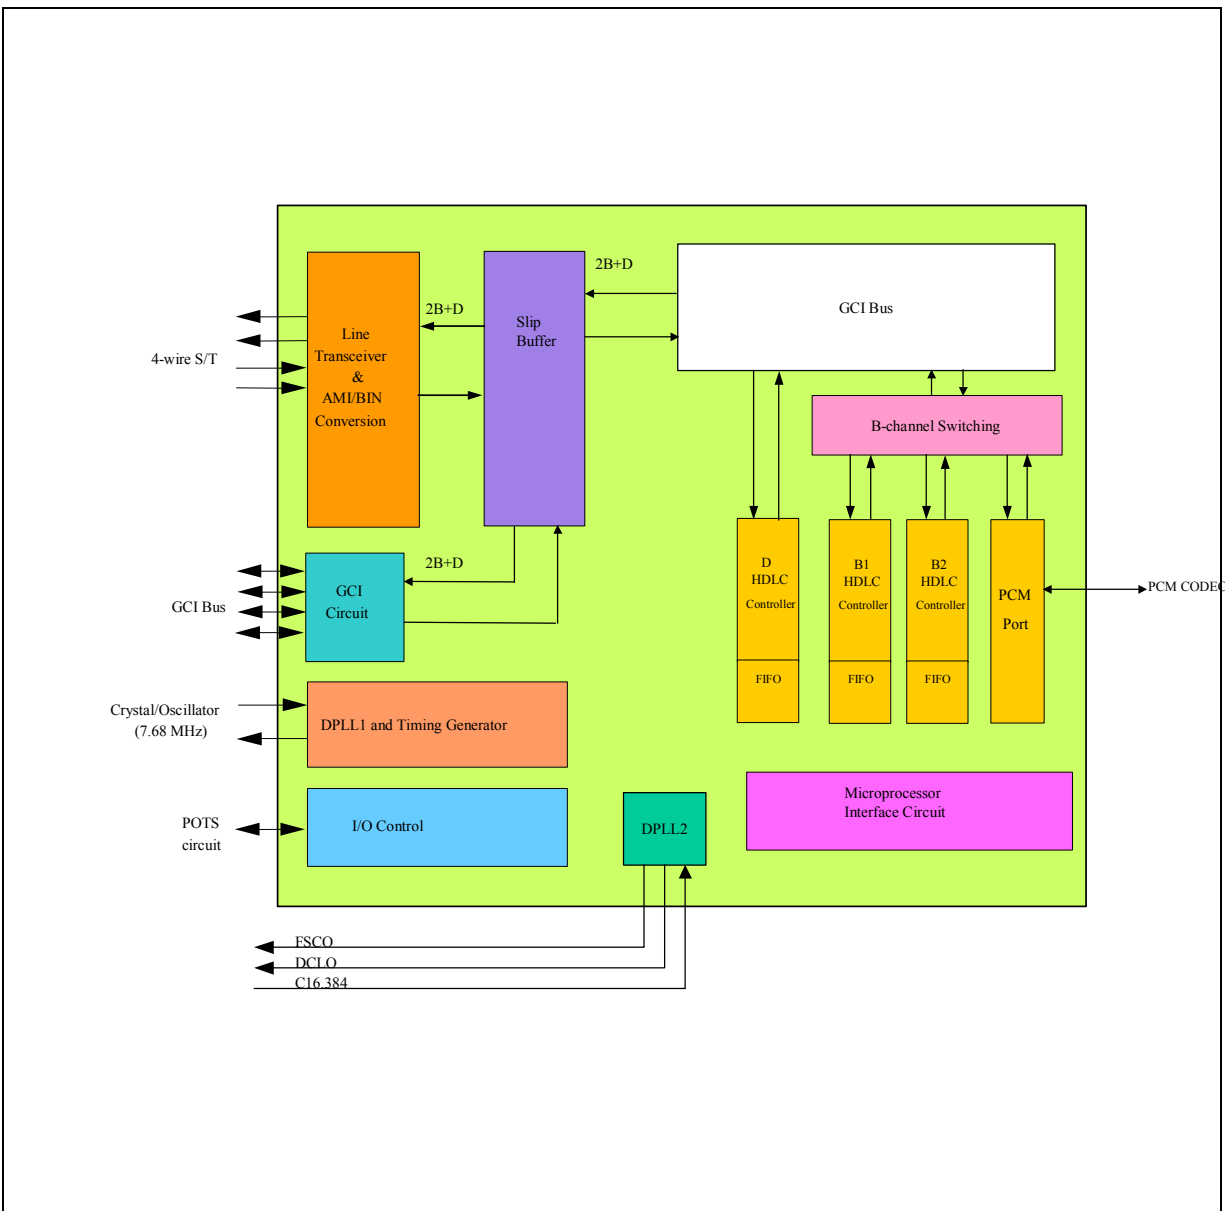 2B+D
GCI Bus
2B+D
Slip
Buffer
Line
Transceiver
&
AMI/BIN
Conversion
4-wire S/T
B-channel Switching
2B+D
GCI
Circuit
GCI Bus
D
HDLC
Controller
FIFO
B1
HDLC
Controller
FIFO
B2
HDLC
Controller
FIFO
PCM
Port
PCM CODEC
Crystal/Oscillator
(7.68 MHz)
DPLL1 and Timing Generator
POTS
circuit
I/O Control
DPLL2
Microprocessor
Interface Circuit
FSCO
DCLO
C16.384